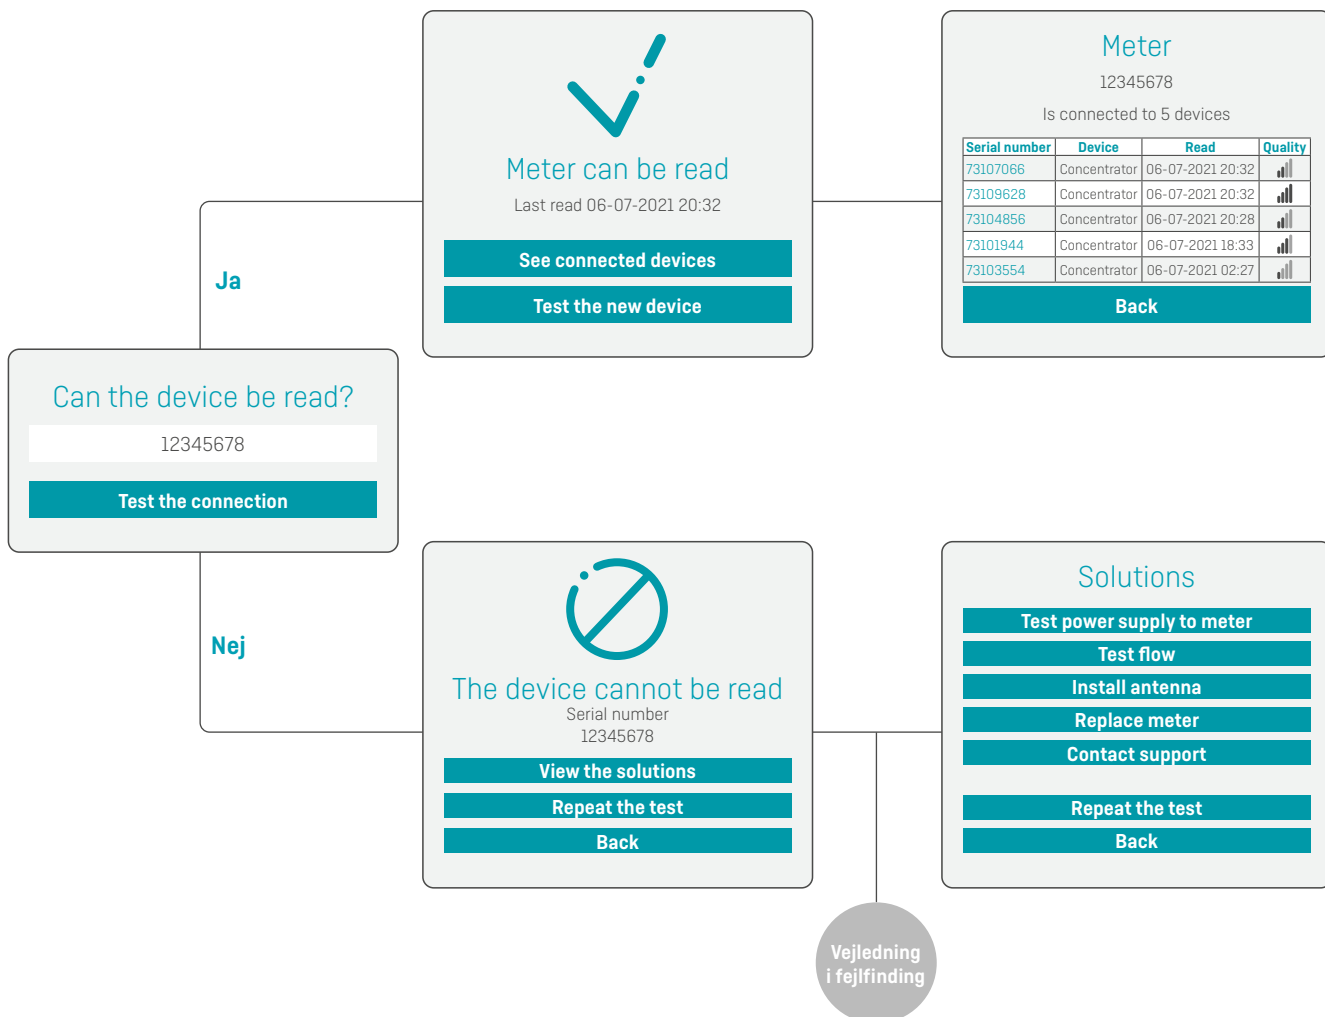 Can the device be read?
12345678
Test the connection
Ja
Meter can be read
Last read 06-07-2021 20:32
See connected devices
Test the new device
Meter
12345678
Is connected to 5 devices
Serial number Device Read Quality
73107066 Concentrator 06-07-2021 20:32
73109628 Concentrator 06-07-2021 20:32
73104856 Concentrator 06-07-2021 20:28
73101944 Concentrator 06-07-2021 18:33
73103554 Concentrator 06-07-2021 02:27
Back
Nej
The device cannot be read
Serial number
12345678
View the solutions
Repeat the test
Back
Solutions
Test power supply to meter
Test flow
Install antenna
Replace meter
Contact support
Repeat the test
Back
Vejledning
i fejlfinding